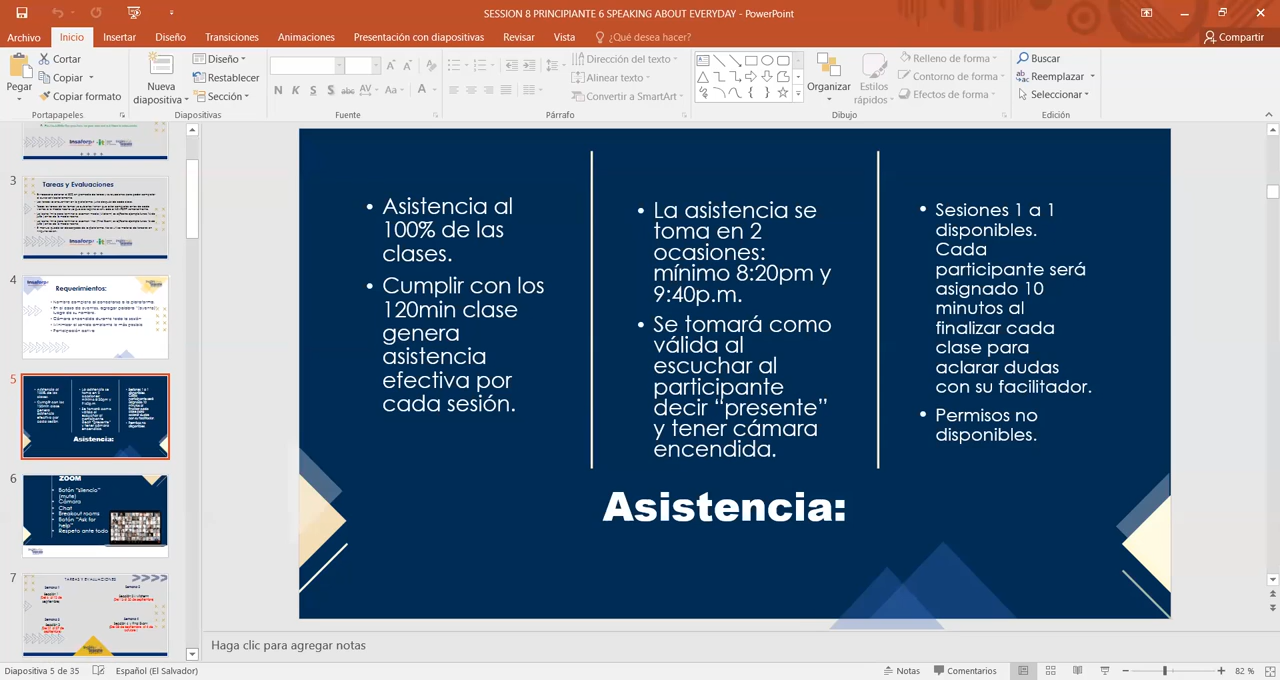 SESSION 8 PRINCIPIANTE 6 SPEAKING ABOUT EVERYDAY - PowerPoint
Archivo
Inicio
Insertar
Diseño
Transiciones
Animaciones
Presentación con diapositivas
Revisar
Vista
¿Qué desea hacer?
Compartir
Pegar
Cortar
Copiar
Copiar formato
Portapapeles
Nueva
diapositiva
Diseño
Restablecer
Sección
Diapositivas
N K S S abc AV Aa A
Fuente
Dirección del texto
Alinear texto
Convertir a SmartArt
Párrafo
Organizar
Estilos
rápidos
Relleno de forma
Contorno de forma
Efectos de forma
Dibujo
Buscar
Reemplazar
Seleccionar
Edición
3
Tareas y Evaluaciones
4
Requerimientos:
5
Asistencia:
6
ZOOM
Botón "silencio"
(mute)
Cámara
Chat
Breakout rooms
Botón "Ask for
help"
Respeto ante todo
7
TAREAS Y EVALUACIONES
• Asistencia al
100% de las
clases.
• Cumplir con los
120min clase
genera
asistencia
efectiva por
cada sesión.
• La asistencia se
toma en 2
ocasiones:
mínimo 8:20pm y
9:40p.m.
• Se tomará como
válida al
escuchar al
participante
decir “presente”
y tener cámara
encendida.
• Sesiones 1 a 1
disponibles.
Cada
participante será
asignado 10
minutos al
finalizar cada
clase para
aclarar dudas
con su facilitador.
• Permisos no
disponibles.
Asistencia:
Haga clic para agregar notas
Diapositiva 5 de 35
Español (El Salvador)
Notas
Comentarios
82 %